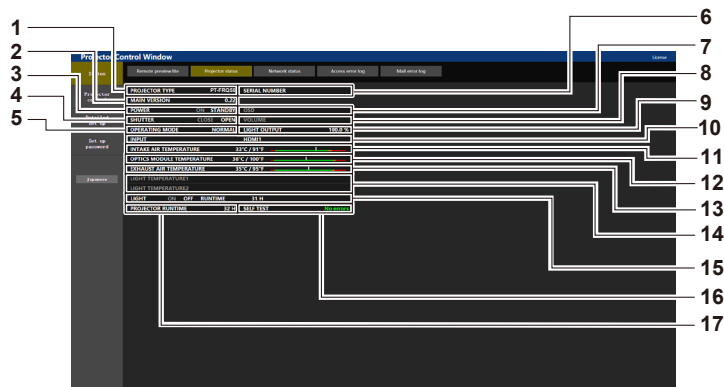 Projector Control Window
License
Status
Remote preview lite
Projector status
Network status
Access error log
Mail error log
Projector
Detailed
set up
Set up
password
Japanese
PROJECTOR TYPE PT-FRQ50 SERIAL NUMBER
MAIN VERSION 0.22
POWER ON STANDBY OSD
SHUTTER CLOSE OPEN VOLUME
OPERATING MODE NORMAL LIGHT OUTPUT 100.0 %
INPUT HDMI1
INTAKE AIR TEMPERATURE 33°C / 91°F
OPTICS MODULE TEMPERATURE 38°C / 100°F
EXHAUST AIR TEMPERATURE 35°C / 95°F
LIGHT TEMPERATURE1
LIGHT TEMPERATURE2
LIGHT ON OFF RUNTIME 31 H
PROJECTOR RUNTIME 32 H SELF TEST No errors
1
2
3
4
5
6
7
8
9
10
11
12
13
14
15
16
17